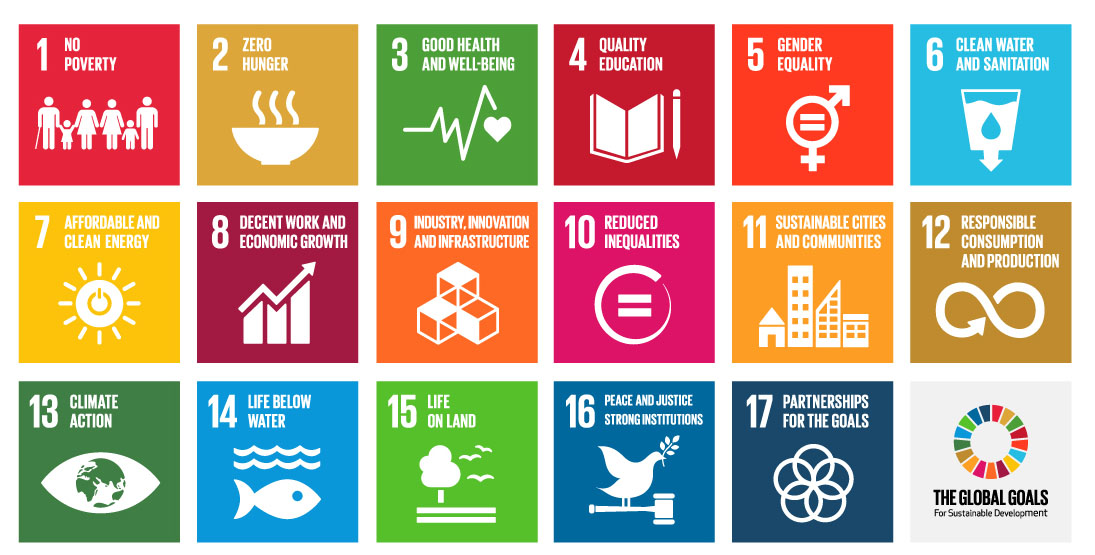 1 NO
POVERTY
2 ZERO
HUNGER
3 GOOD HEALTH
AND WELL-BEING
4 QUALITY
EDUCATION
5 GENDER
EQUALITY
6 CLEAN WATER
AND SANITATION
7 AFFORDABLE AND
CLEAN ENERGY
8 DECENT WORK AND
ECONOMIC GROWTH
9 INDUSTRY, INNOVATION
AND INFRASTRUCTURE
10 REDUCED
INEQUALITIES
11 SUSTAINABLE CITIES
AND COMMUNITIES
12 RESPONSIBLE
CONSUMPTION
AND PRODUCTION
13 CLIMATE
ACTION
14 LIFE BELOW
WATER
15 LIFE
ON LAND
16 PEACE AND JUSTICE
STRONG INSTITUTIONS
17 PARTNERSHIPS
FOR THE GOALS
THE GLOBAL GOALS
For Sustainable Development